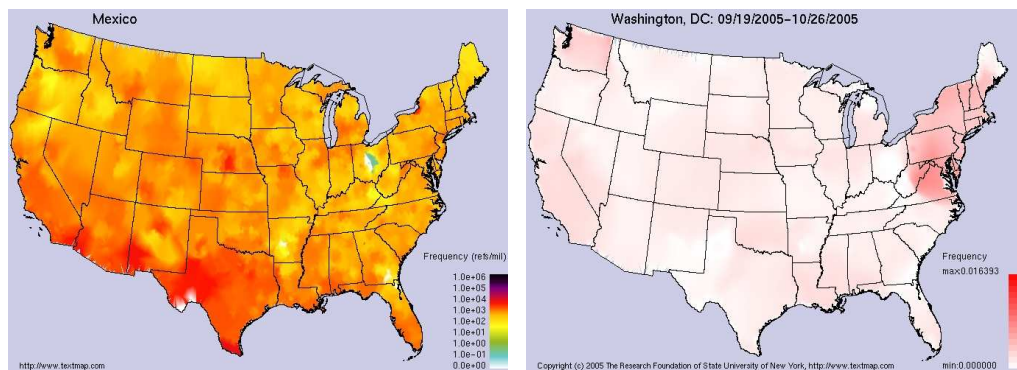 Mexico
Frequency (refs/mil)
1.0e+06
1.0e+05
1.0e+04
1.0e+03
1.0e+02
1.0e+01
1.0e+00
1.0e-01
0.0e+00
http://www.textmap.com
Washington, DC: 09/19/2005-10/26/2005
Frequency
max:0.016393
min:0.000000
Copyright (c) 2005 The Research Foundation of State University of New York, http://www.textmap.com